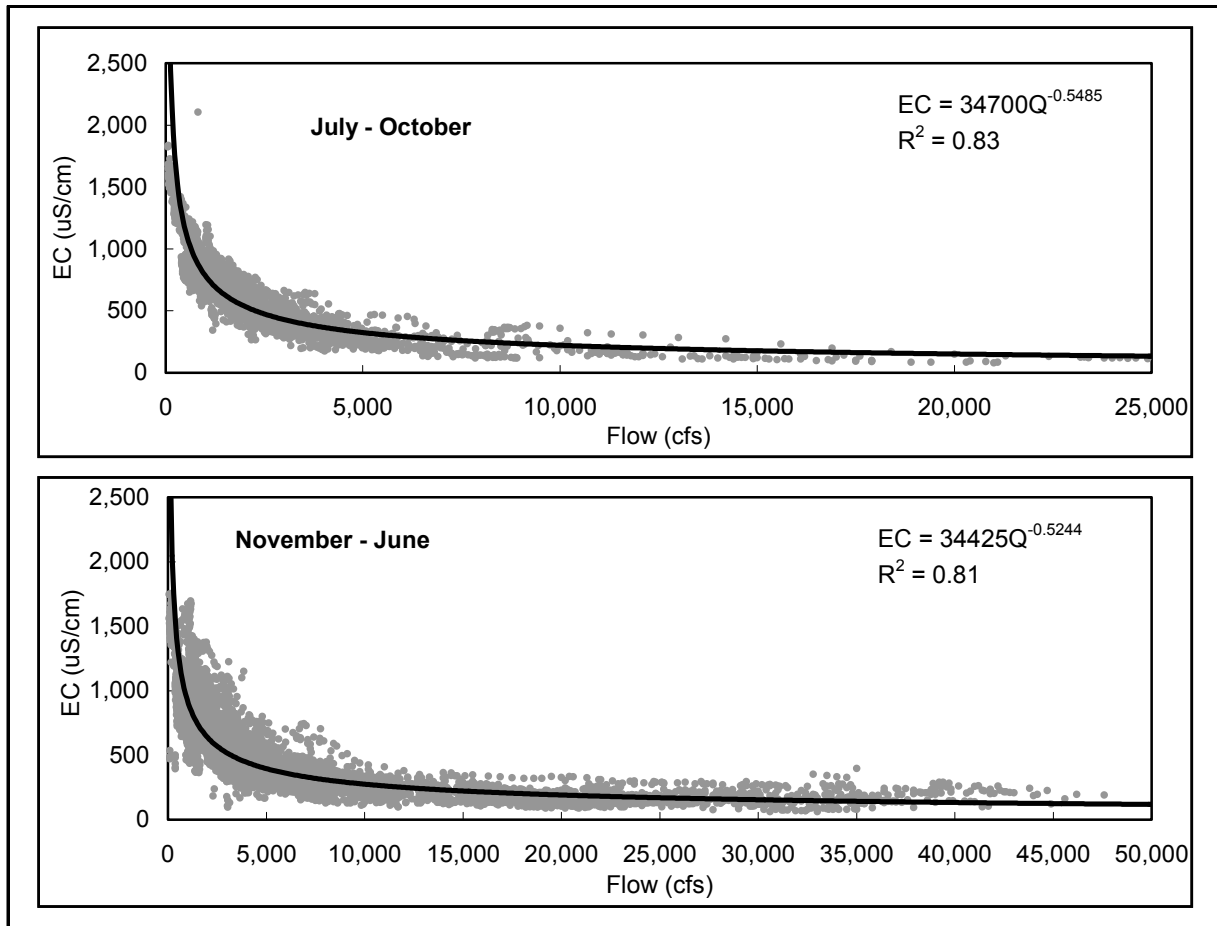 2,500
2,000
1,500
1,000
500
0
EC (uS/cm)
July - October
EC = 34700Q-0.5485
R2 = 0.83
0 5,000 10,000 15,000 20,000 25,000
Flow (cfs)
2,500
2,000
1,500
1,000
500
0
EC (uS/cm)
November - June
EC = 34425Q-0.5244
R2 = 0.81
0 5,000 10,000 15,000 20,000 25,000 30,000 35,000 40,000 45,000 50,000
Flow (cfs)